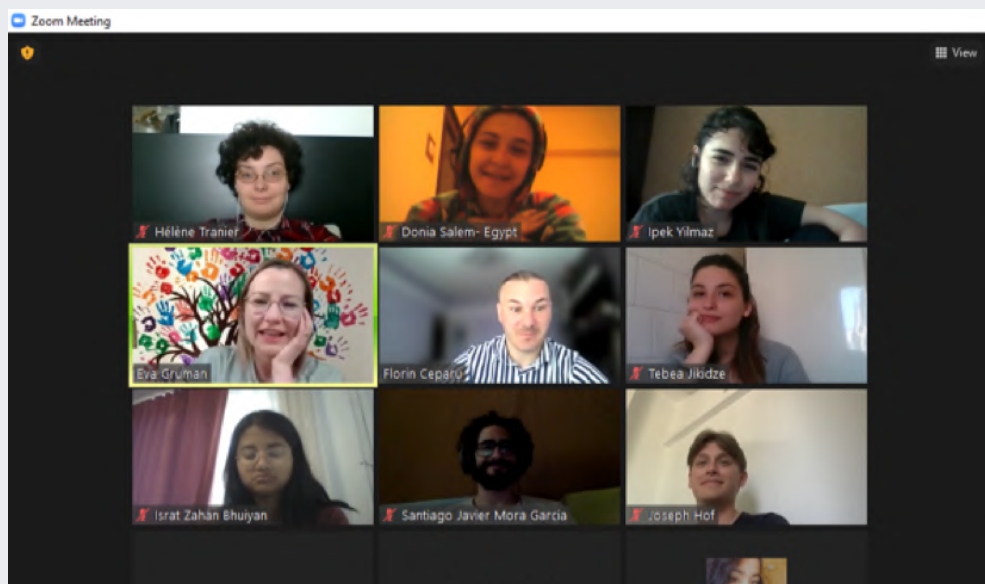 Zoom Meeting
View
Hélène Tranier
Donia Salem- Egypt
Ipek Yilmaz
Eva Gruman
Florin Ceparu
Tebea Jikidze
Israt Zahan Bhuiyan
Santiago Javier Mora Garcia
Joseph Hof